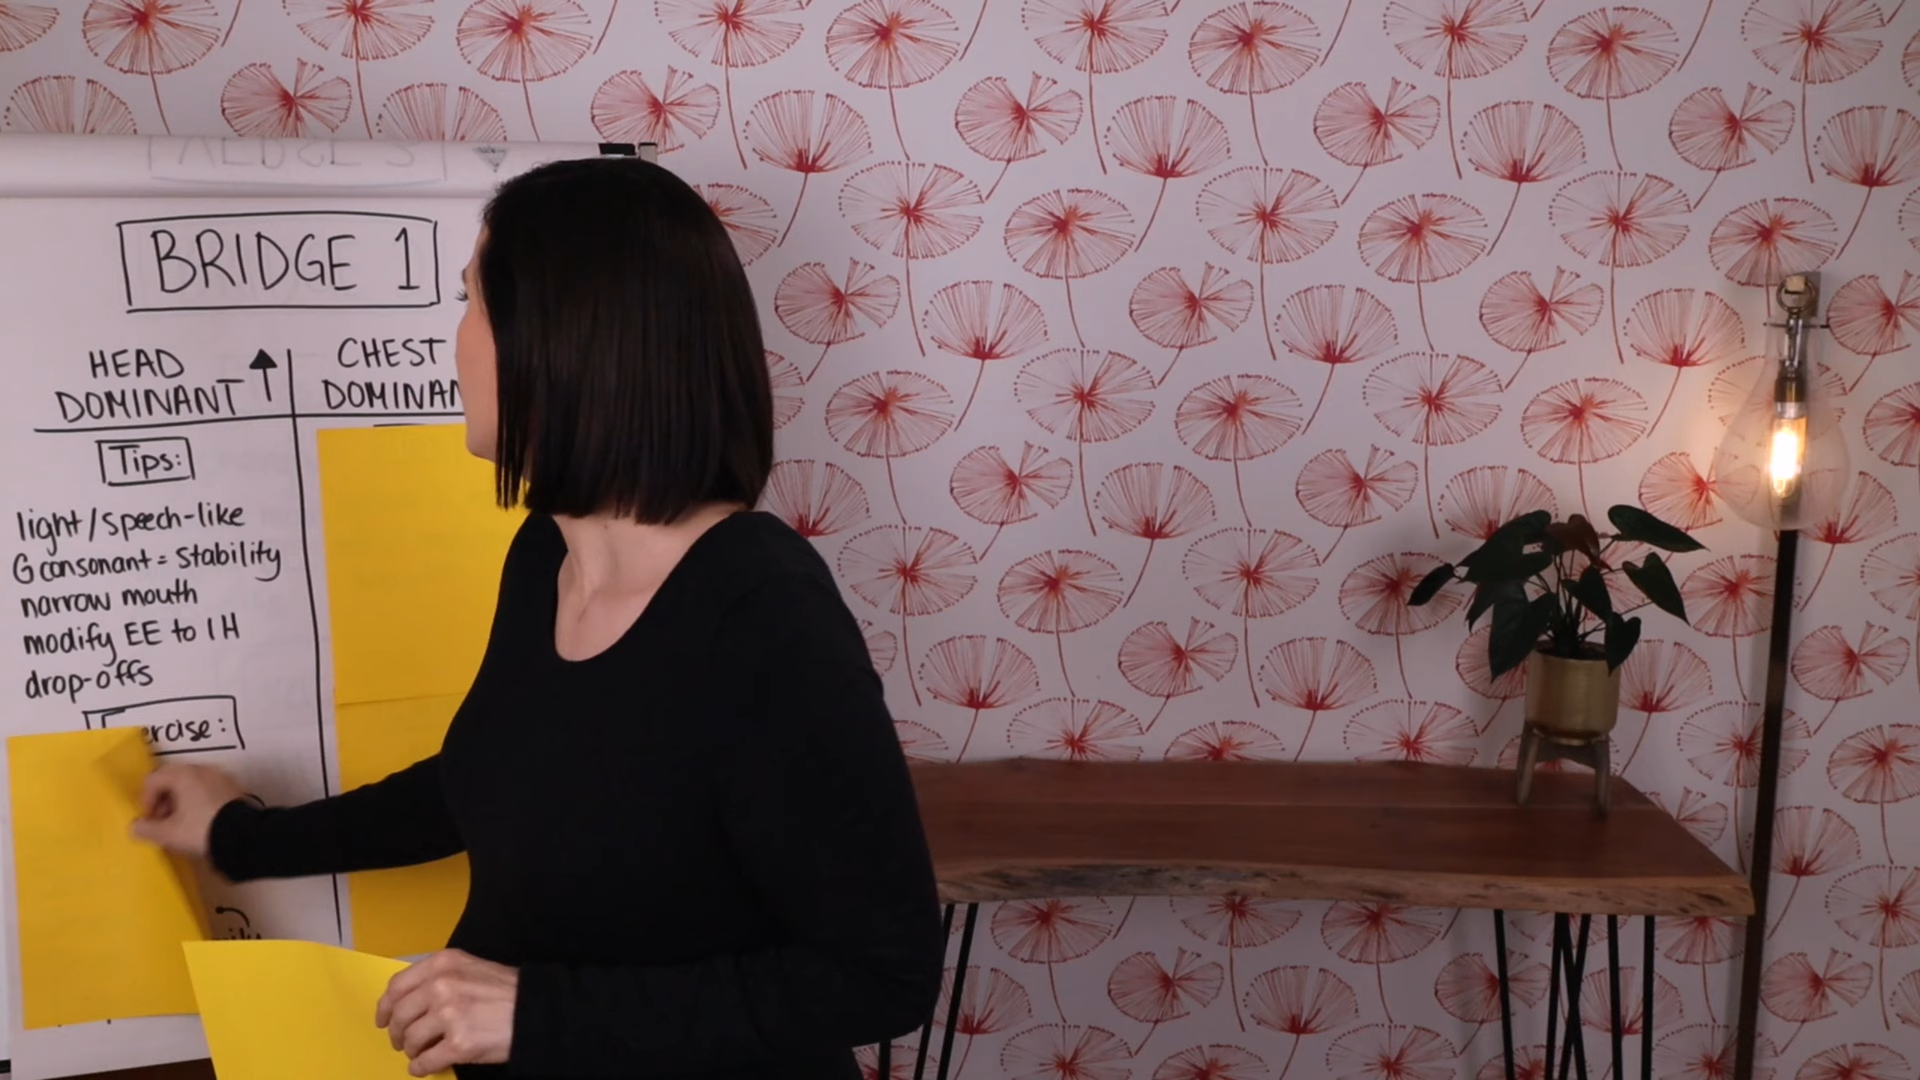 BRIDGE 1
HEAD
DOMINANT
CHEST
DOMINAN
Tips:
light/speech-like
G consonant = stability
narrow mouth
modify EE to IH
drop-offs
ercise: